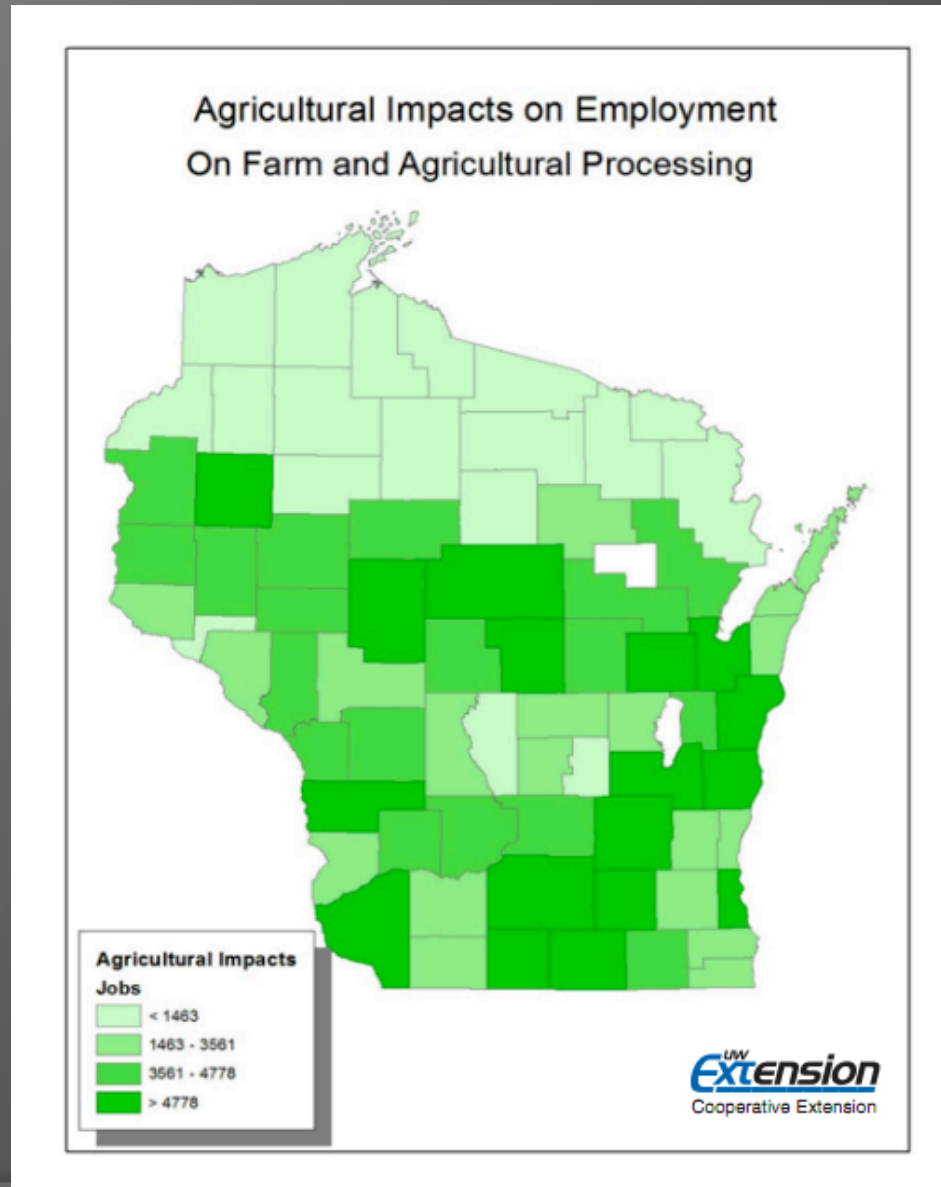 Agricultural Impacts on Employment
On Farm and Agricultural Processing
Agricultural Impacts
Jobs
< 1463
1463 - 3561
3561 - 4778
> 4778
UW
Extension
Cooperative Extension